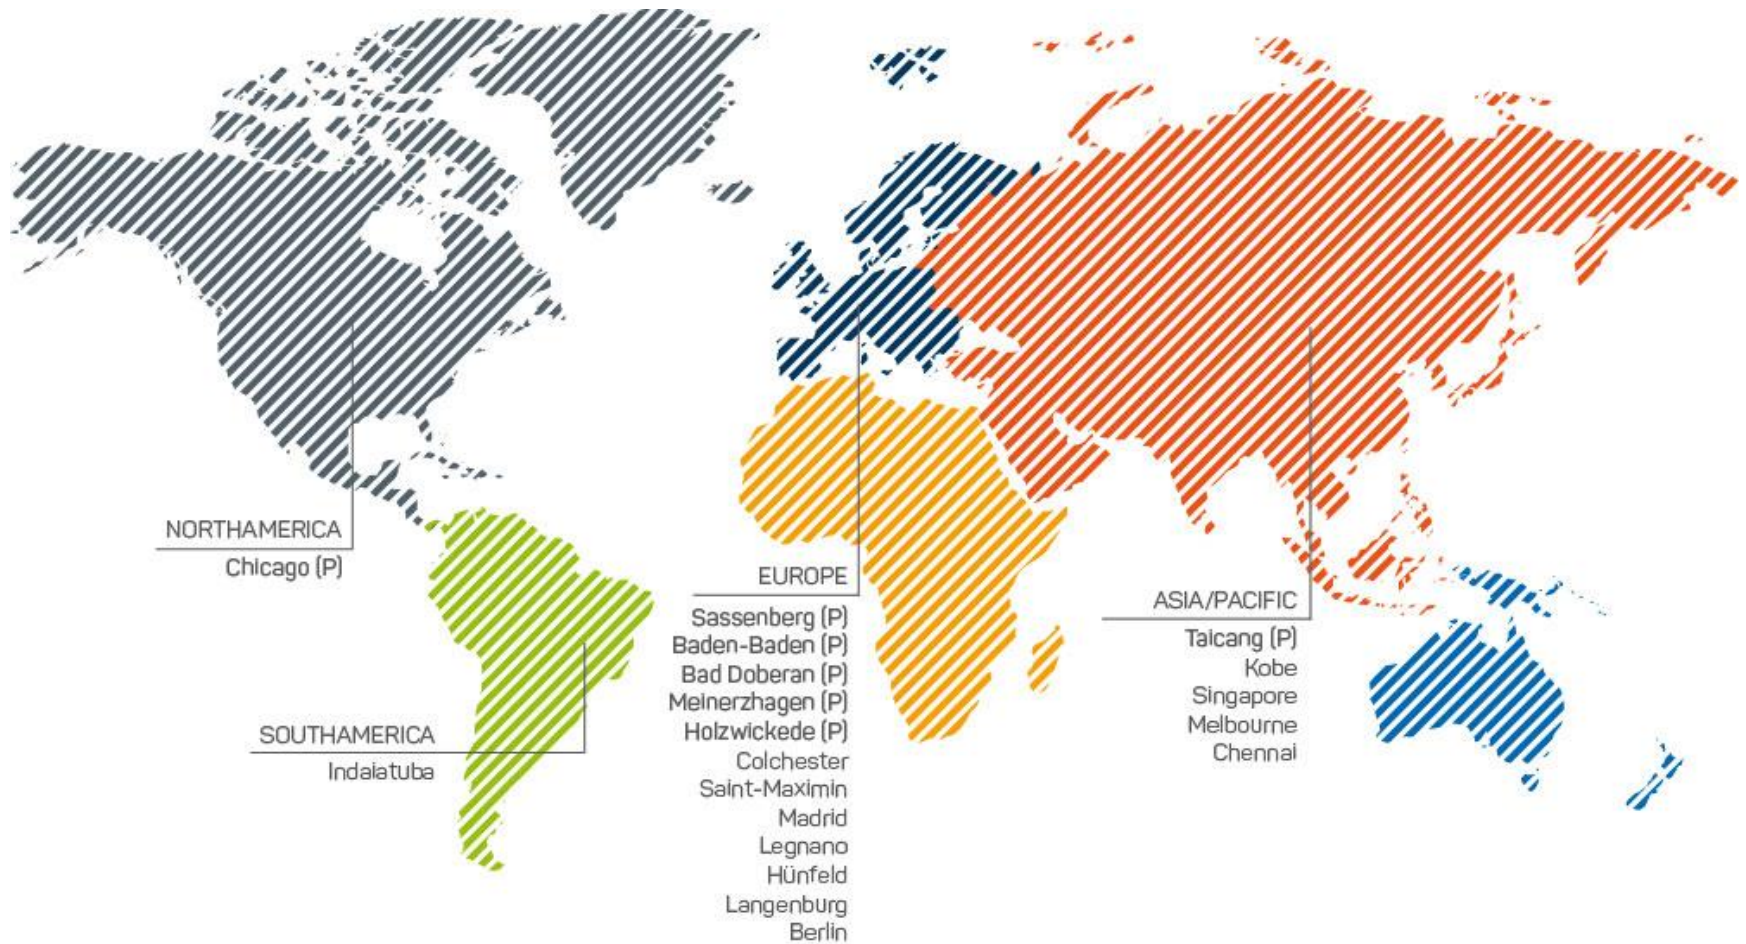 NORTHAMERICA
Chicago (P)
SOUTHAMERICA
Indaiatuba
EUROPE
Sassenberg (P)
Baden-Baden (P)
Bad Doberan (P)
Meinerzhagen (P)
Holzwickede (P)
Colchester
Saint-Maximin
Madrid
Legnano
Hünfeld
Langenburg
Berlin
ASIA/PACIFIC
Taicang (P)
Kobe
Singapore
Melbourne
Chennai